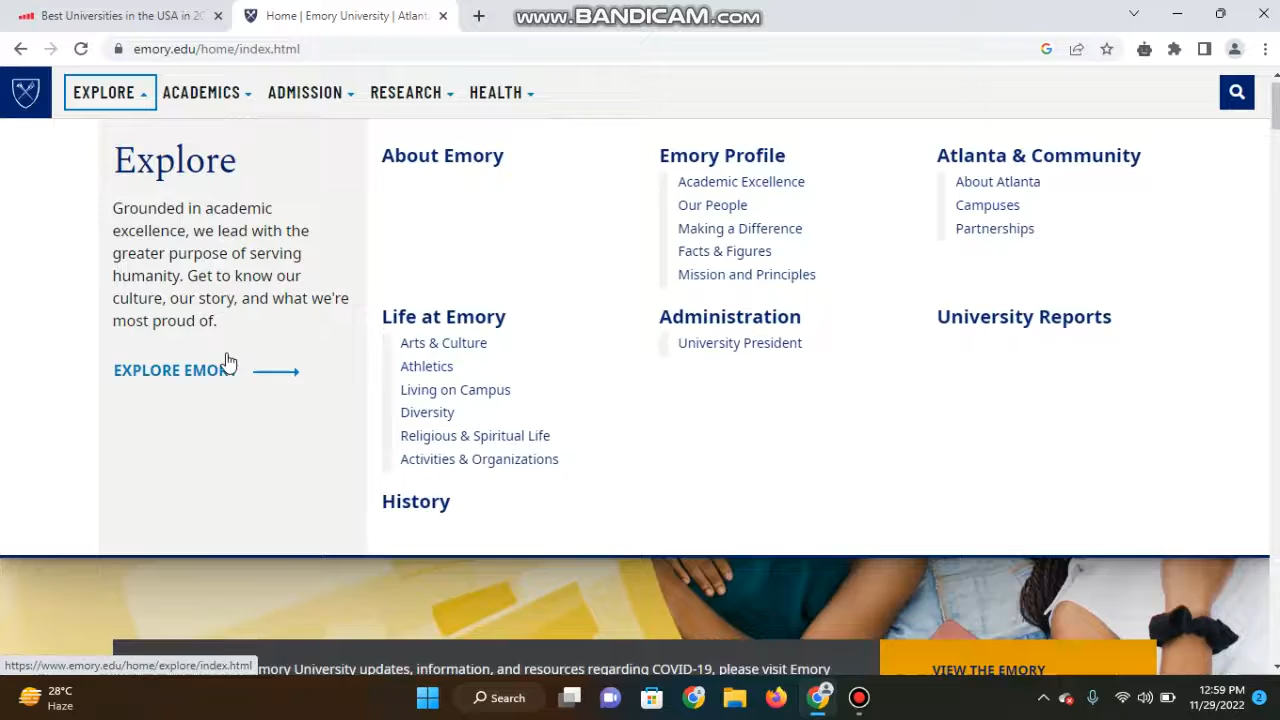 Best Universities in the USA in 20
Home | Emory University | Atlant
www.BANDICAM.com
emory.edu/home/index.html
EXPLORE
ACADEMICS
ADMISSION
RESEARCH
HEALTH
Explore
Grounded in academic
excellence, we lead with the
greater purpose of serving
humanity. Get to know our
culture, our story, and what we're
most proud of.
EXPLORE EMORY
About Emory
Emory Profile
Academic Excellence
Our People
Making a Difference
Facts & Figures
Mission and Principles
Atlanta & Community
About Atlanta
Campuses
Partnerships
Life at Emory
Arts & Culture
Athletics
Living on Campus
Diversity
Religious & Spiritual Life
Activities & Organizations
Administration
University President
University Reports
History
https://www.emory.edu/home/explore/index.html
mory University updates, information, and resources regarding COVID-19, please visit Emory
VIEW THE EMORY
28°C
Haze
Search
12:59 PM
11/29/2022
2